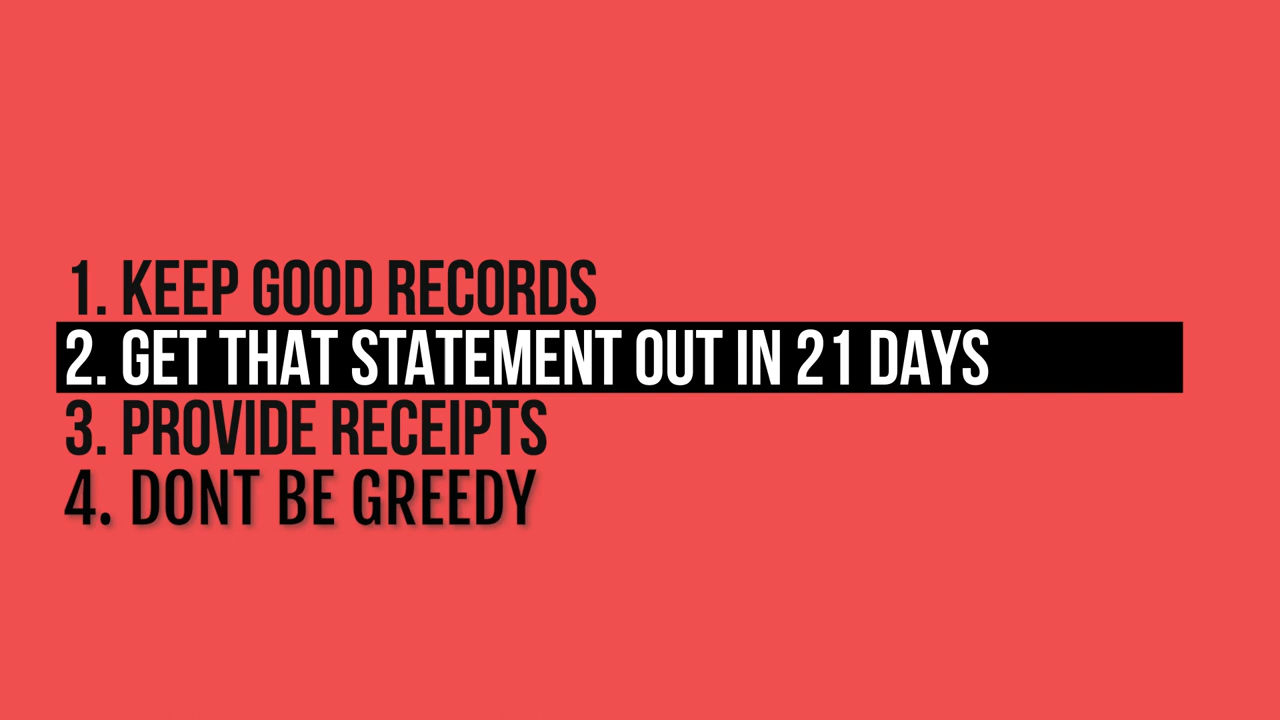 1. KEEP GOOD RECORDS
2. GET THAT STATEMENT OUT IN 21 DAYS
3. PROVIDE RECEIPTS
4. DONT BE GREEDY